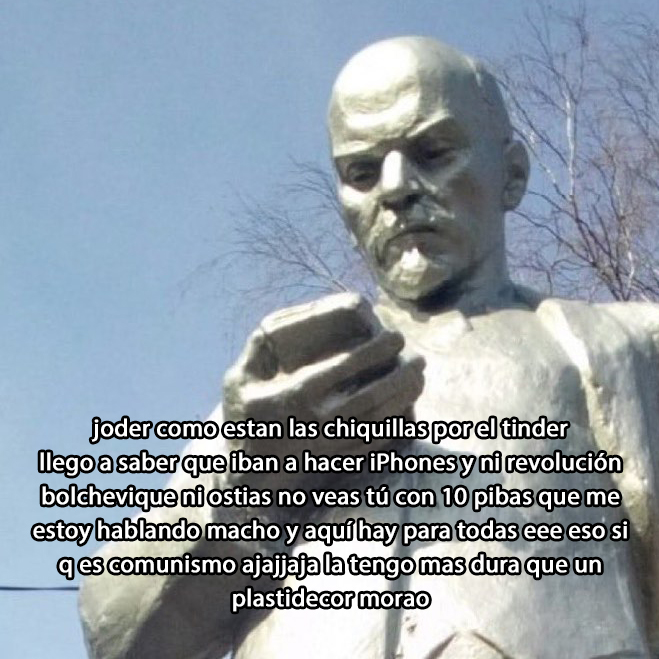 joder como estan las chiquillas por el tinder
llego a saber que iban a hacer iPhones y ni revolución
bolchevique ni ostias no veas tú con 10 pibas que me
estoy hablando macho y aquí hay para todas eee eso si
q es comunismo ajajjaja la tengo mas dura que un
plastidecor morao